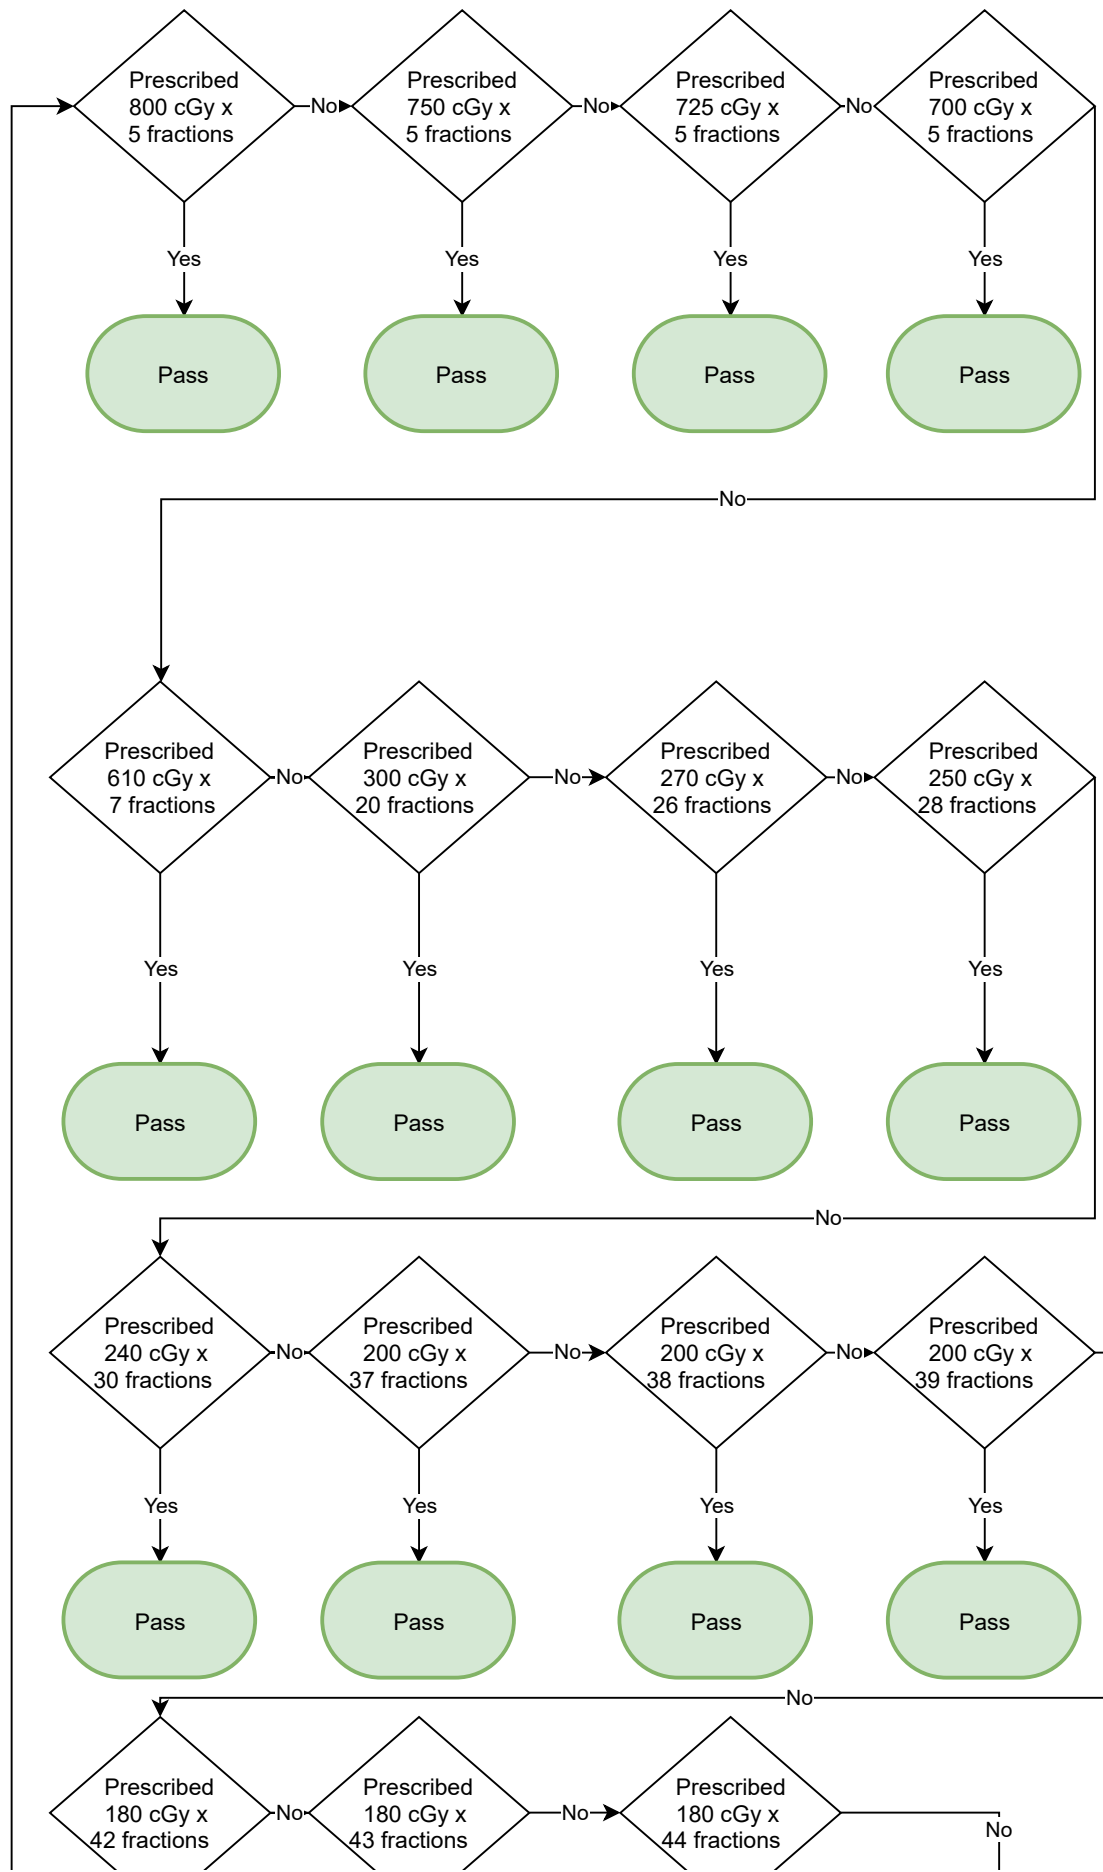 Prescribed
800 cGy x
5 fractions
No
Prescribed
750 cGy x
5 fractions
No
Prescribed
725 cGy x
5 fractions
No
Prescribed
700 cGy x
5 fractions
Yes
Yes
Yes
Yes
Pass
Pass
Pass
Pass
No
Prescribed
610 cGy x
7 fractions
No
Prescribed
300 cGy x
20 fractions
No
Prescribed
270 cGy x
26 fractions
No
Prescribed
250 cGy x
28 fractions
Yes
Yes
Yes
Yes
Pass
Pass
Pass
Pass
No
Prescribed
240 cGy x
30 fractions
No
Prescribed
200 cGy x
37 fractions
No
Prescribed
200 cGy x
38 fractions
No
Prescribed
200 cGy x
39 fractions
Yes
Yes
Yes
Yes
Pass
Pass
Pass
Pass
No
Prescribed
180 cGy x
42 fractions
No
Prescribed
180 cGy x
43 fractions
No
Prescribed
180 cGy x
44 fractions
No